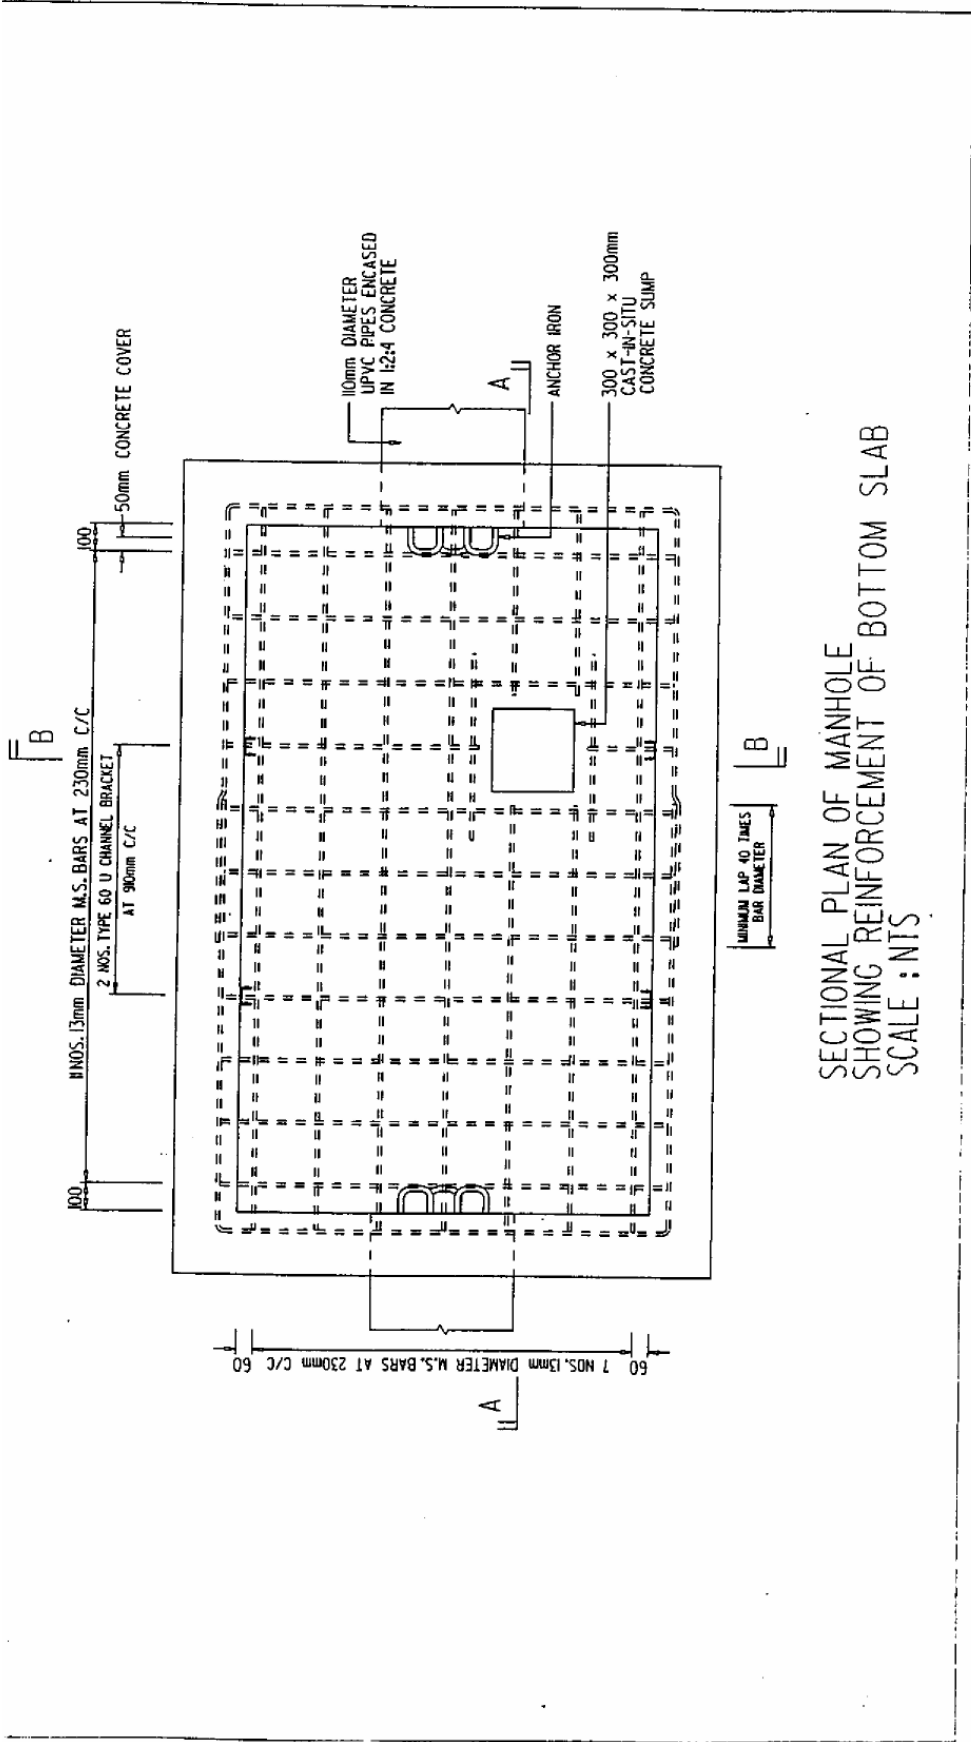 B
11NOS.13mm DIAMETER M.S. BARS AT 230mm C/C
100
100
2 NOS. TYPE 60 U CHANNEL BRACKET
AT 910mm C/C
50mm CONCRETE COVER
110mm DIAMETER
UPVC PIPES ENCASED
IN 1:2:4 CONCRETE
A
ANCHOR IRON
300 x 300 x 300mm
CAST-IN-SITU
CONCRETE SUMP
60
7 NOS. 13mm DIAMETER M.S. BARS AT 230mm C/C
60
A
B
MINIMUM LAP 40 TIMES
BAR DIAMETER
SECTIONAL PLAN OF MANHOLE
SHOWING REINFORCEMENT OF BOTTOM SLAB
SCALE : NTS